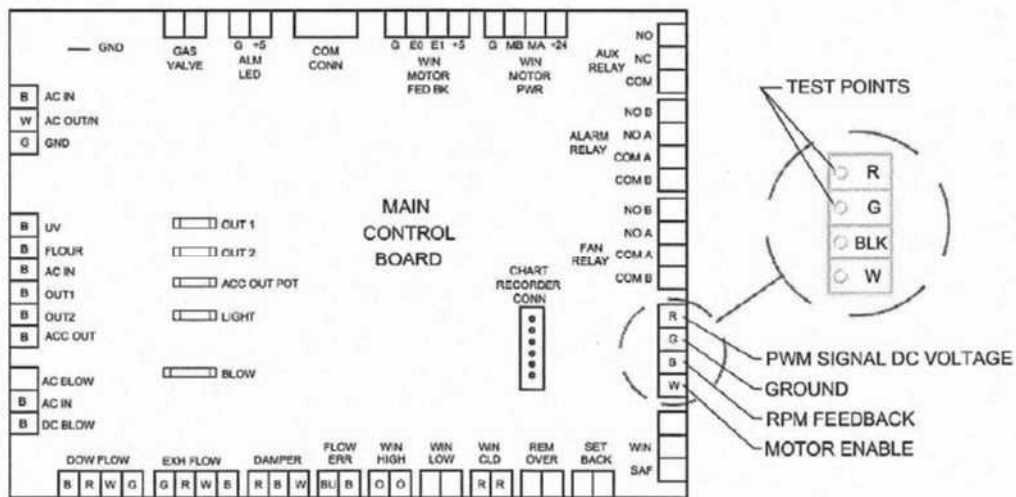 GND
GAS
VALVE
G +5
ALM
LED
COM
CONN
G E0 E1 +5
WIN
MOTOR
FED BK
G MB MA +24
WIN
MOTOR
PWR
NO
NC
COM
AUX
RELAY
NO B
NO A
COM A
COM B
ALARM
RELAY
NO B
NO A
COM A
COM B
FAN
RELAY
B AC IN
W AC OUT/N
G GND
B UV
B FLOUR
B AC IN
B OUT1
B OUT2
B ACC OUT
AC BLOW
B AC IN
B DC BLOW
OUT 1
OUT 2
ACC OUT POT
LIGHT
BLOW
MAIN
CONTROL
BOARD
CHART
RECORDER
CONN
R
G
B
W
TEST POINTS
R
G
BLK
W
PWM SIGNAL DC VOLTAGE
GROUND
RPM FEEDBACK
MOTOR ENABLE
WIN
SAF
DOW FLOW
B R W G
EXH FLOW
G R W B
DAMPER
R B W
FLOW
ERR
BU B
WIN
HIGH
O O
WIN
LOW
WIN
CLD
R R
REM
OVER
SET
BACK